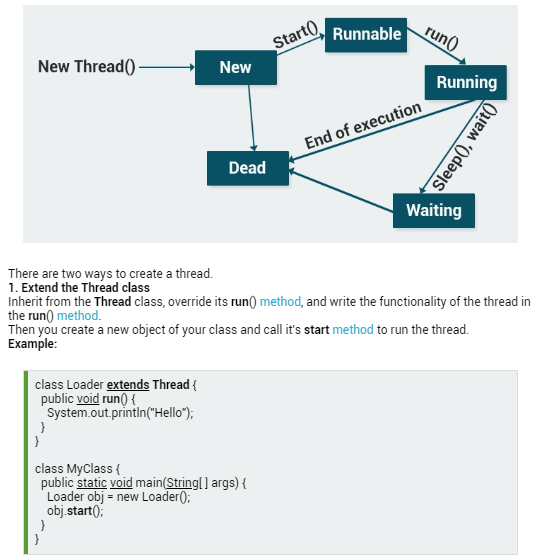 New Thread()
New
Start()
Runnable
run()
Running
End of execution
Sleep(), wait()
Dead
Waiting
There are two ways to create a thread.
1. Extend the Thread class
Inherit from the Thread class, override its run() method, and write the functionality of the thread in
the run() method.
Then you create a new object of your class and call it's start method to run the thread.
Example:
class Loader extends Thread {
public void run() {
System.out.println("Hello");
}
}
class MyClass {
public static void main(String[ ] args) {
Loader obj = new Loader();
obj.start();
}
}